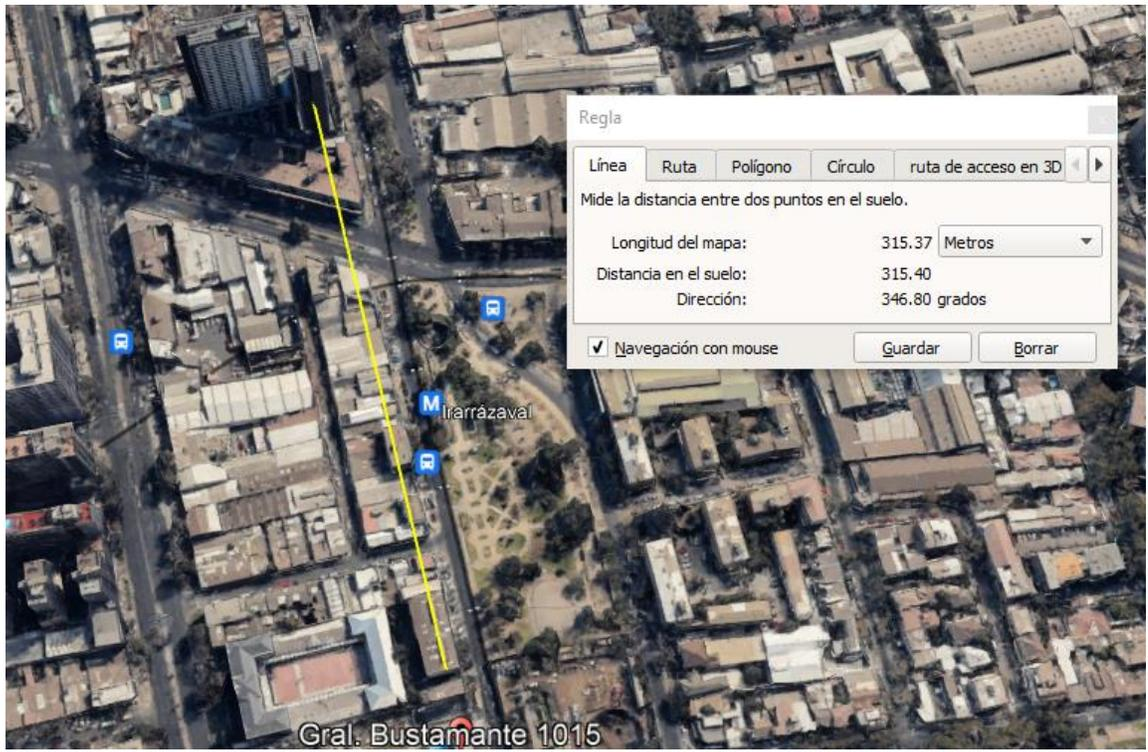 Regla
Línea
Ruta
Polígono
Círculo
ruta de acceso en 3D
Mide la distancia entre dos puntos en el suelo.
Longitud del mapa: 315.37 Metros
Distancia en el suelo: 315.40
Dirección: 346.80 grados
Navegación con mouse
Guardar
Borrar
M
Irarrázaval
Gral. Bustamante 1015